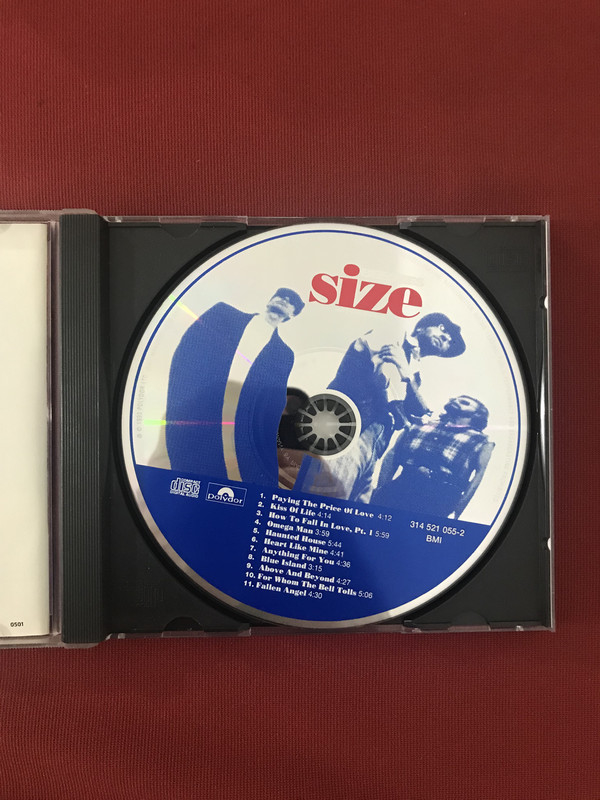 size
COMPACT
disc
DIGITAL AUDIO
Polydor
1. Paying The Price Of Love 4:12
2. Kiss Of Life 4:14
3. How To Fall In Love, Pt. 1 5:59
4. Omega Man 3:59
5. Haunted House 5:44
6. Heart Like Mine 4:41
7. Anything For You 4:36
8. Blue Island 3:15
9. Above And Beyond 4:27
10. For Whom The Bell Tolls 5:06
11. Fallen Angel 4:30
314 521 055-2
BMI
0501